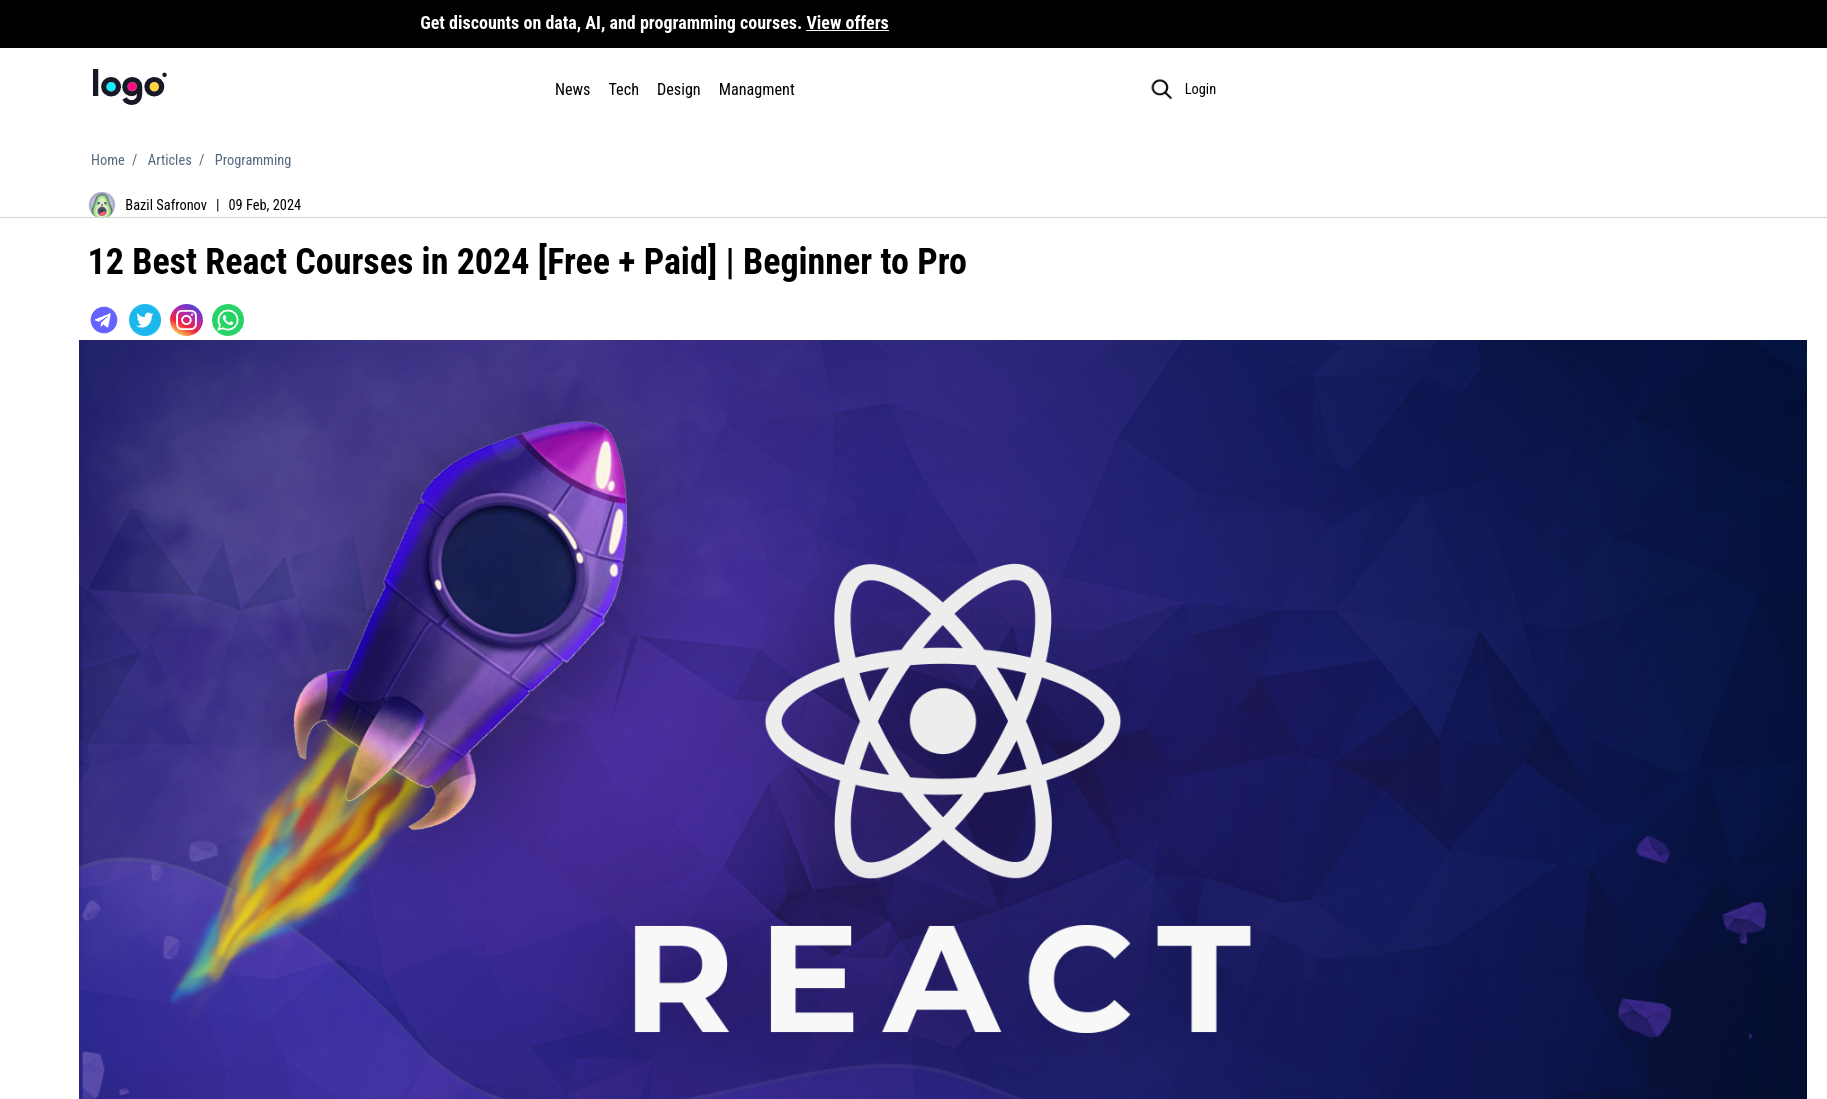 Get discounts on data, AI, and programming courses. View offers
logo
News Tech Design Managment
Login
Home / Articles / Programming
Bazil Safronov | 09 Feb, 2024
12 Best React Courses in 2024 [Free + Paid] | Beginner to Pro
REACT